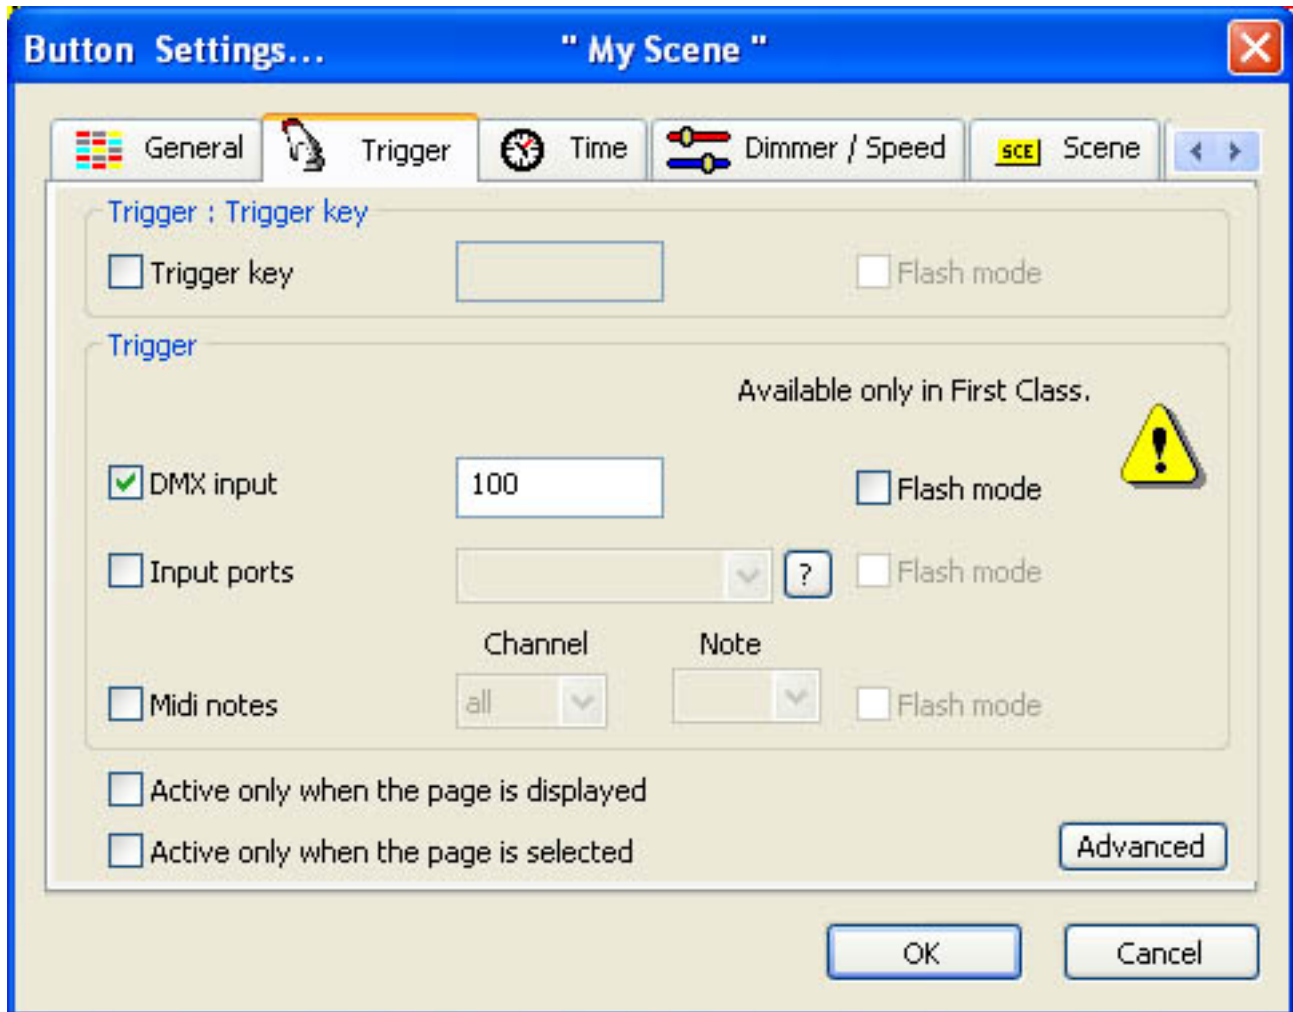 Button Settings... " My Scene "
General Trigger Time Dimmer / Speed SCE Scene
Trigger : Trigger key
Trigger key Flash mode
Trigger
Available only in First Class.
DMX input 100 Flash mode
Input ports ? Flash mode
Channel Note
Midi notes all Flash mode
Active only when the page is displayed
Active only when the page is selected
Advanced
OK Cancel